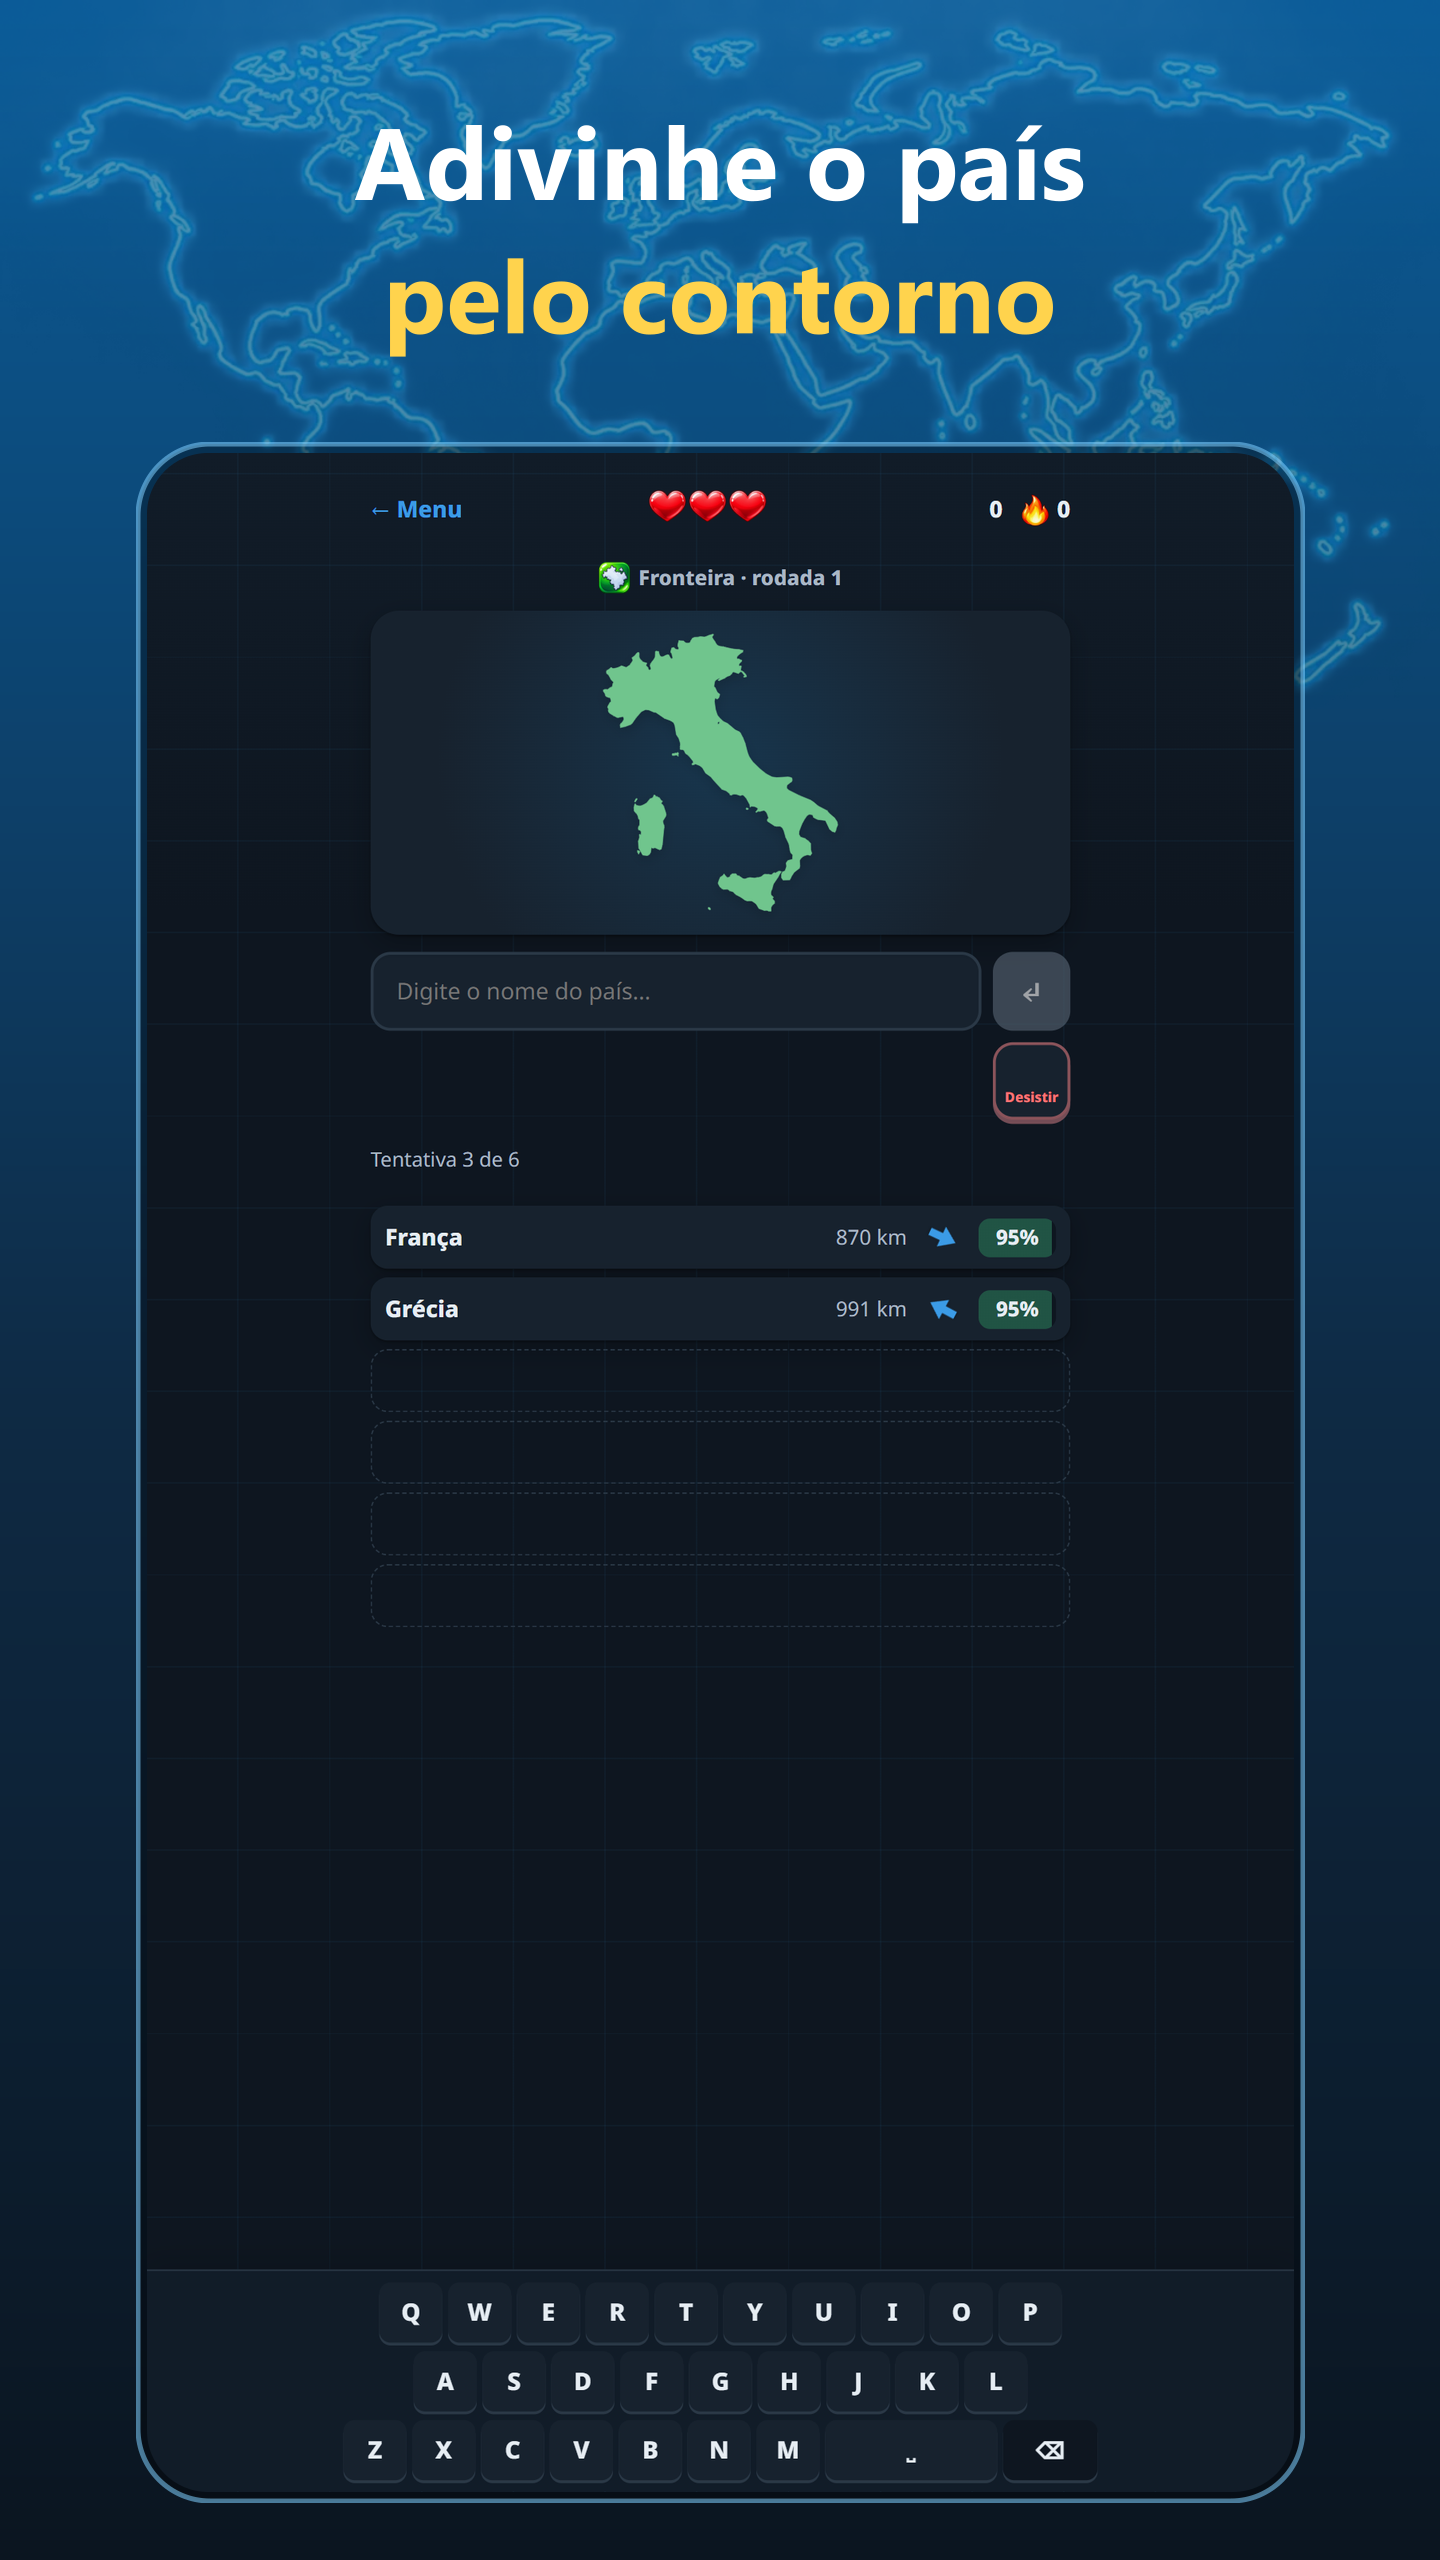 Adivinhe o país
pelo contorno
← Menu
0 🔥 0
Fronteira · rodada 1
Digite o nome do país...
Desistir
Tentativa 3 de 6
França 870 km 95%
Grécia 991 km 95%
Q W E R T Y U I O P
A S D F G H J K L
Z X C V B N M